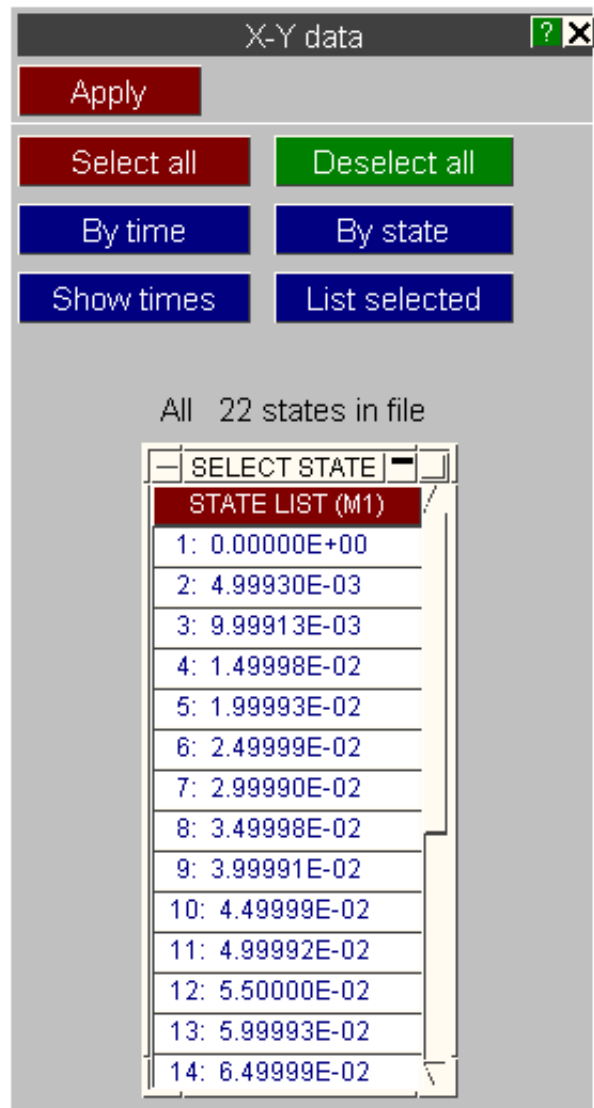 X-Y data ?
Apply
Select all Deselect all
By time By state
Show times List selected
All 22 states in file
SELECT STATE
STATE LIST (M1)
1: 0.00000E+00
2: 4.99930E-03
3: 9.99913E-03
4: 1.49998E-02
5: 1.99993E-02
6: 2.49999E-02
7: 2.99990E-02
8: 3.49998E-02
9: 3.99991E-02
10: 4.49999E-02
11: 4.99992E-02
12: 5.50000E-02
13: 5.99993E-02
14: 6.49999E-02